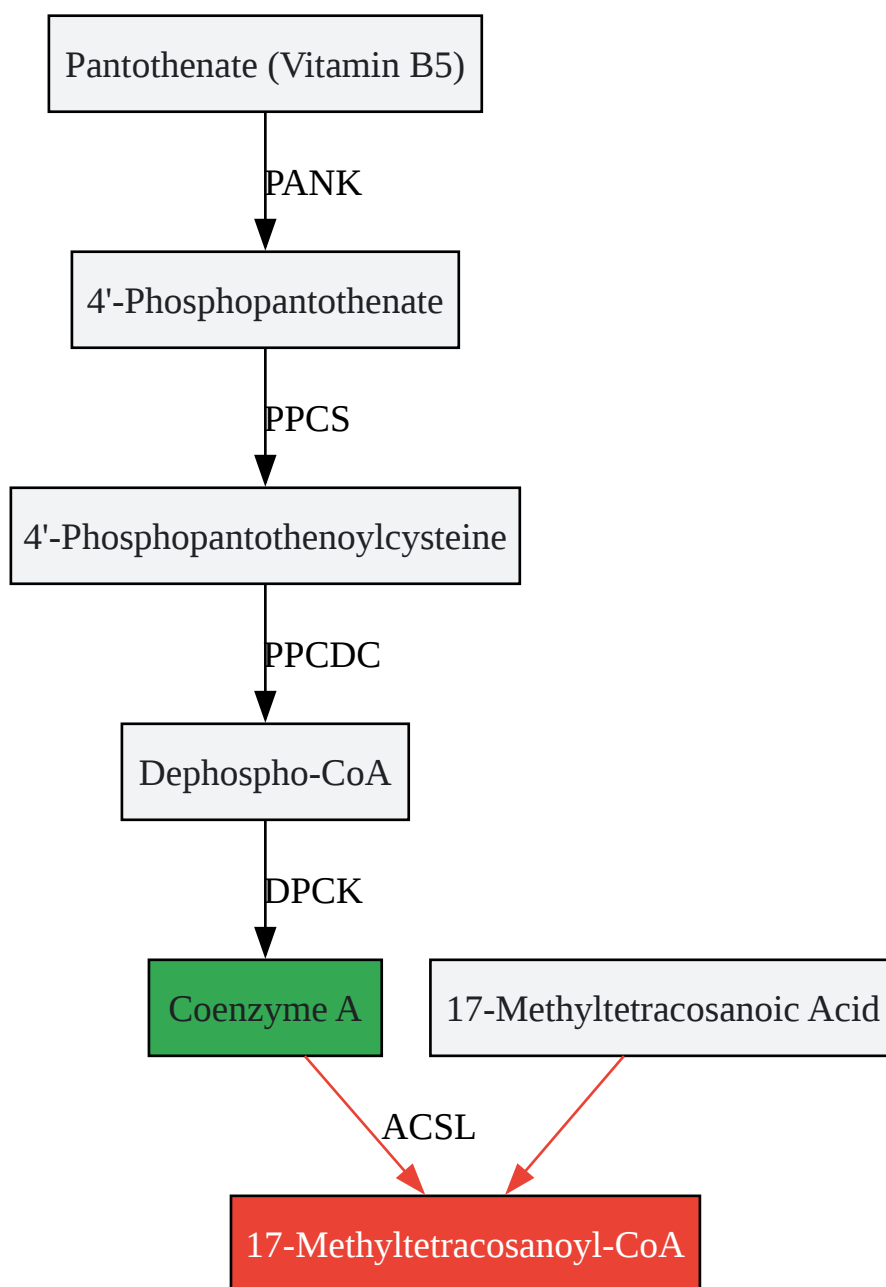 Pantothenate (Vitamin B5)
PANK
4'-Phosphopantothenate
PPCS
4'-Phosphopantothenoylcysteine
PPCDC
Dephospho-CoA
DPCK
Coenzyme A
17-Methyltetracosanoic Acid
ACSL
17-Methyltetracosanoyl-CoA